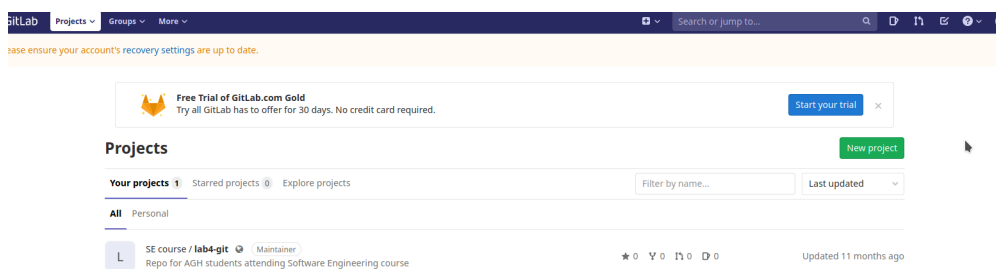 GitLab Projects Groups More Search or jump to...
ease ensure your account's recovery settings are up to date.
Free Trial of GitLab.com Gold
Try all GitLab has to offer for 30 days. No credit card required.
Start your trial
Projects
New project
Your projects 1 Starred projects 0 Explore projects Filter by name... Last updated
All Personal
L
SE course / lab4-git Maintainer
Repo for AGH students attending Software Engineering course
0 0 0 0 Updated 11 months ago